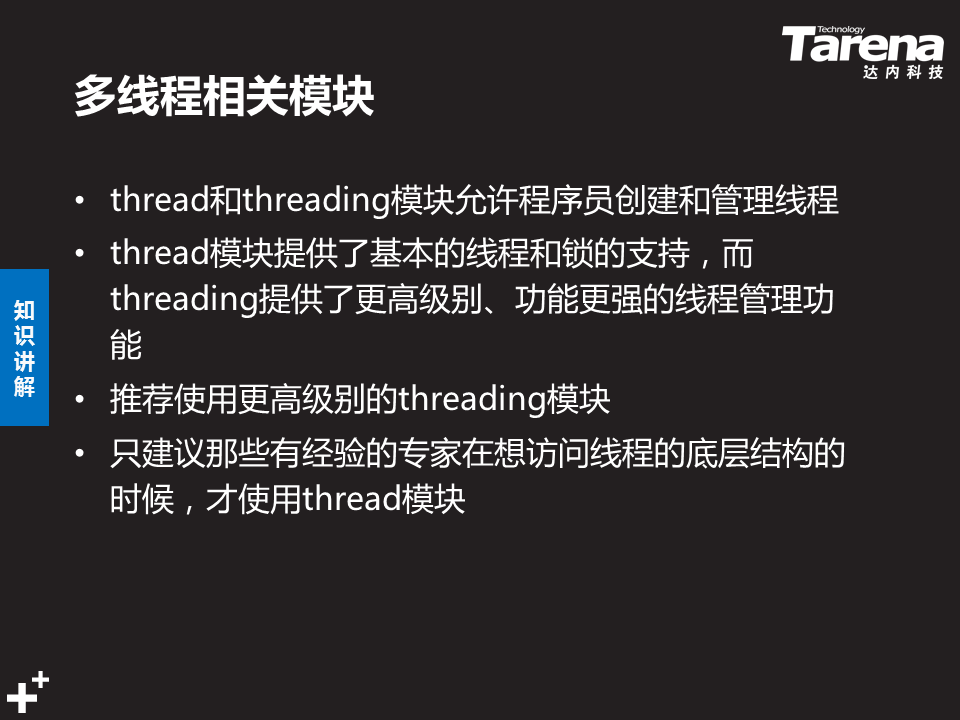 Technology
Tarena
达内科技
多线程相关模块
• thread和threading模块允许程序员创建和管理线程
• thread模块提供了基本的线程和锁的支持，而
threading提供了更高级别、功能更强的线程管理功
能
• 推荐使用更高级别的threading模块
• 只建议那些有经验的专家在想访问线程的底层结构的
时候，才使用thread模块
知
识
讲
解